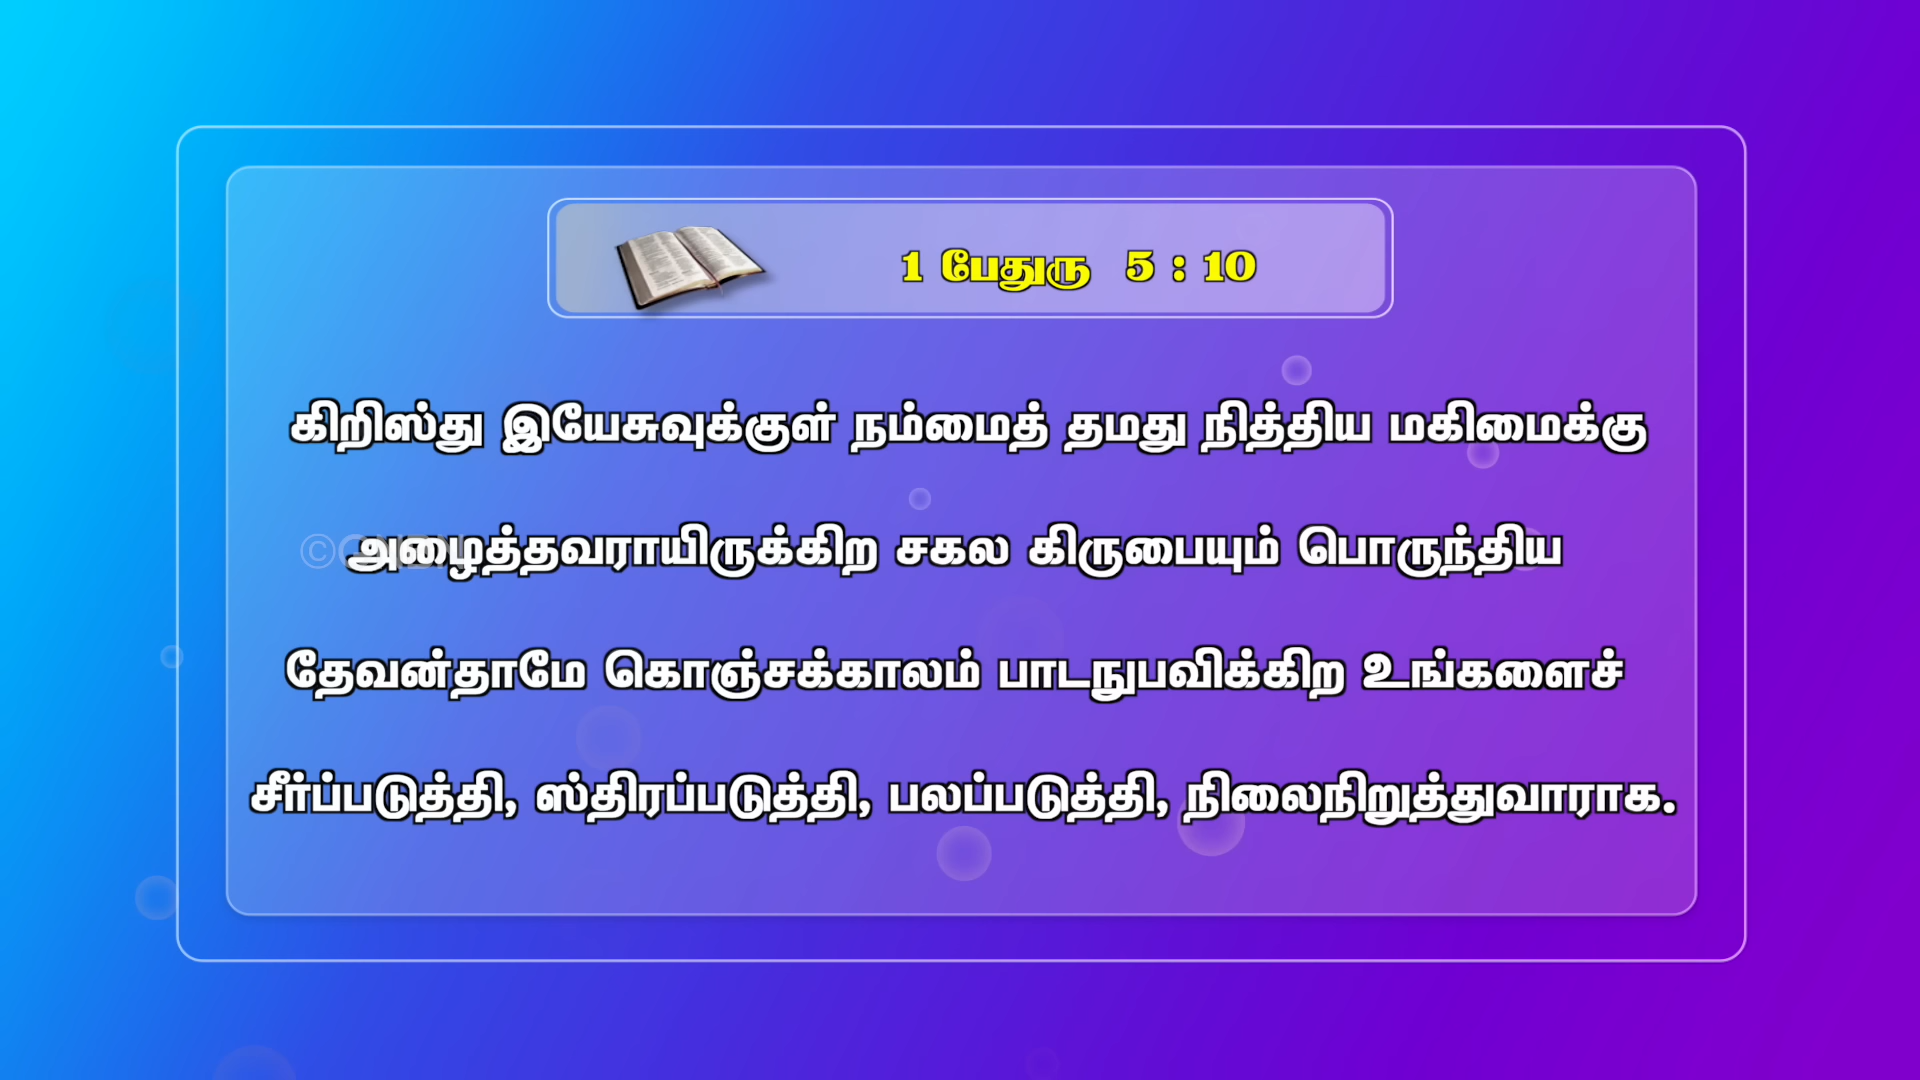 1 பேதுரு 5 : 10
கிறிஸ்து இயேசுவுக்குள் நம்மைத் தமது நித்திய மகிமைக்கு
அழைத்தவராயிருக்கிற சகல கிருபையும் பொருந்திய
தேவன்தாமே கொஞ்சக்காலம் பாடநுபவிக்கிற உங்களைச்
சீர்ப்படுத்தி, ஸ்திரப்படுத்தி, பலப்படுத்தி, நிலைநிறுத்துவாராக.